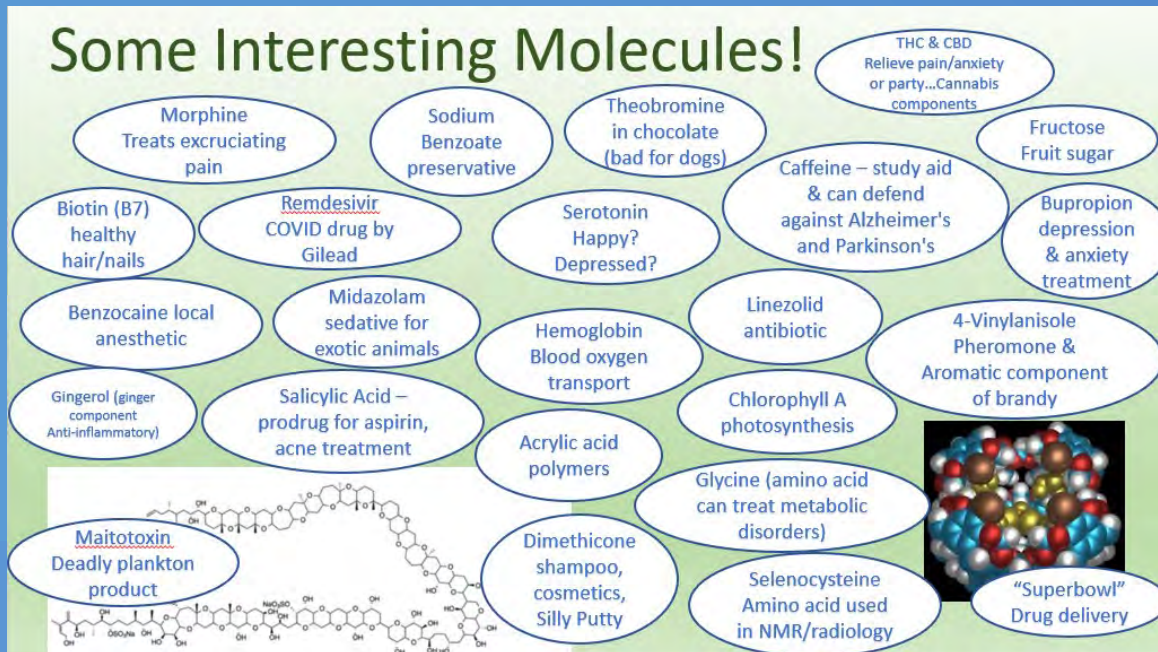 Some Interesting Molecules!
THC & CBD
Relieve pain/anxiety
or party...Cannabis
components
Morphine
Treats excruciating
pain
Sodium
Benzoate
preservative
Theobromine
in chocolate
(bad for dogs)
Caffeine – study aid
& can defend
against Alzheimer's
and Parkinson's
Fructose
Fruit sugar
Biotin (B7)
healthy
hair/nails
Remdesivir
COVID drug by
Gilead
Serotonin
Happy?
Depressed?
Bupropion
depression
& anxiety
treatment
Benzocaine local
anesthetic
Midazolam
sedative for
exotic animals
Hemoglobin
Blood oxygen
transport
Linezolid
antibiotic
4-Vinylanisole
Pheromone &
Aromatic component
of brandy
Gingerol (ginger
component
Anti-inflammatory)
Salicylic Acid –
prodrug for aspirin,
acne treatment
Acrylic acid
polymers
Chlorophyll A
photosynthesis
Glycine (amino acid
can treat metabolic
disorders)
Maitotoxin
Deadly plankton
product
Dimethicone
shampoo,
cosmetics,
Silly Putty
Selenocysteine
Amino acid used
in NMR/radiology
“Superbowl”
Drug delivery